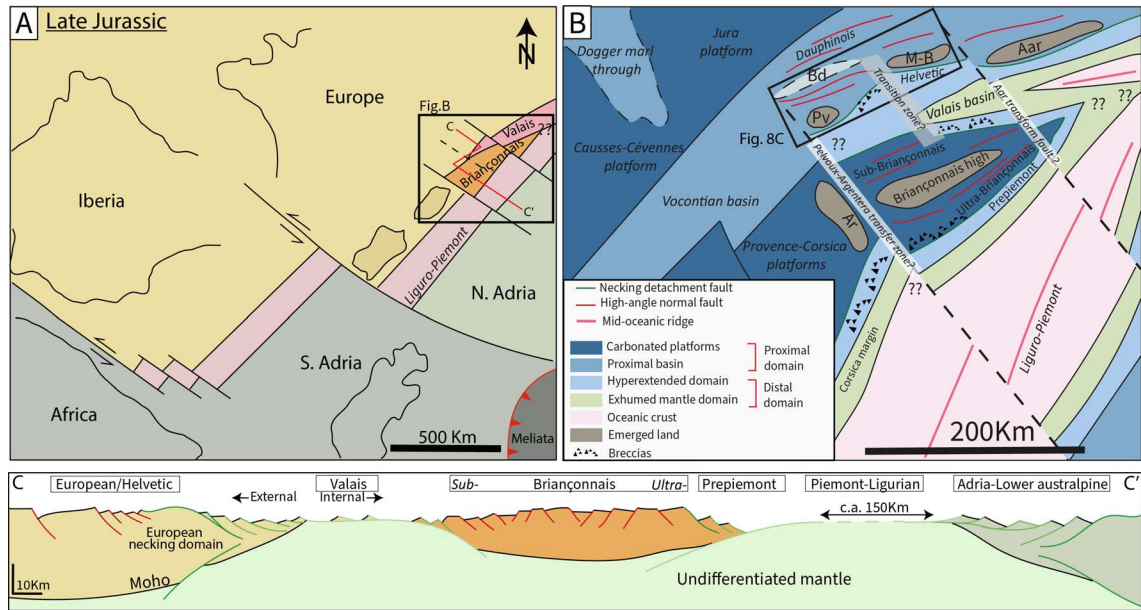 A
Late Jurassic
N
Europe
Iberia
Fig.B
C
Valais
??
Briançonnais
C'
Liguro-Piemont
N. Adria
S. Adria
Africa
500 Km
Meliata
B
Dogger marl
through
Jura
platform
Dauphinois
Bd
M-B
Aar
Helvetic
Transition zone?
Pv
Valais basin
??
??
Aar transform fault ?
Fig. 8C
??
Causses-Cévennes
platform
Sub-Briançonnais
Briançonnais high
Ultra-Briançonnais
Prepiemont
Pelvoux-Argentera transfer zone?
Vocontian basin
Ar
Provence-Corsica
platforms
??
Corsica margin
Liguro-Piemont
Necking detachment fault
High-angle normal fault
Mid-oceanic ridge
Carbonated platforms
Proximal basin
Proximal
domain
Hyperextended domain
Exhumed mantle domain
Distal
domain
Oceanic crust
Emerged land
Breccias
200Km
C
C'
European/Helvetic
Valais
Sub-
Briançonnais
Ultra-
Prepiemont
Piemont-Ligurian
Adria-Lower australpine
External
Internal
c.a. 150Km
European
necking domain
Moho
10Km
Undifferentiated mantle